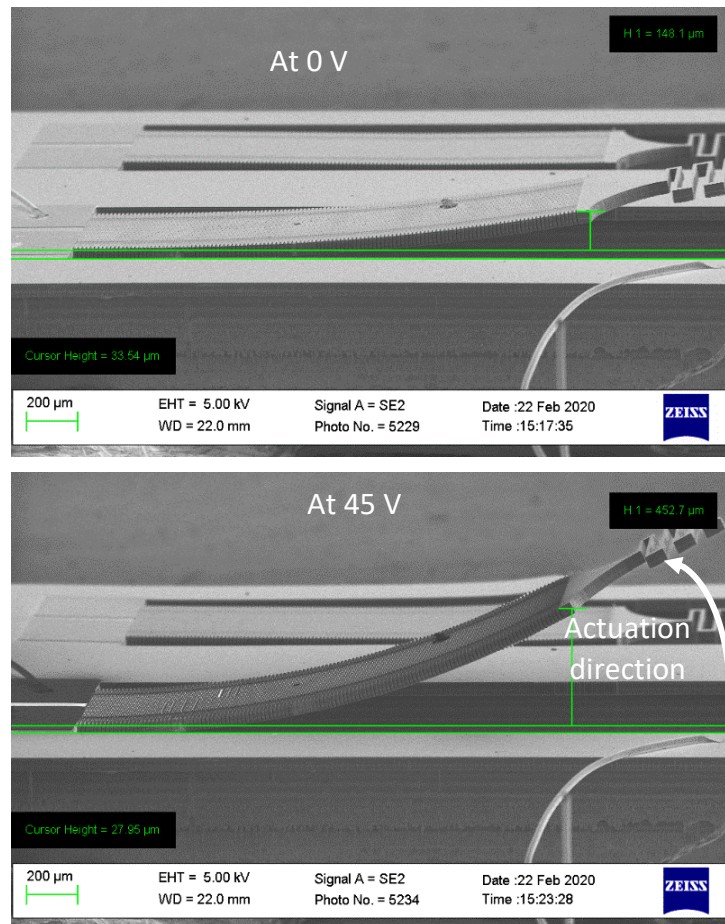 At 0 V
H 1 = 148.1 µm
Cursor Height = 33.54 µm
200 µm
EHT = 5.00 kV
Signal A = SE2
Date :22 Feb 2020
ZEISS
WD = 22.0 mm
Photo No. = 5229
Time :15:17:35
At 45 V
H 1 = 452.7 µm
Actuation
direction
Cursor Height = 27.95 µm
200 µm
EHT = 5.00 kV
Signal A = SE2
Date :22 Feb 2020
ZEISS
WD = 22.0 mm
Photo No. = 5234
Time :15:23:28